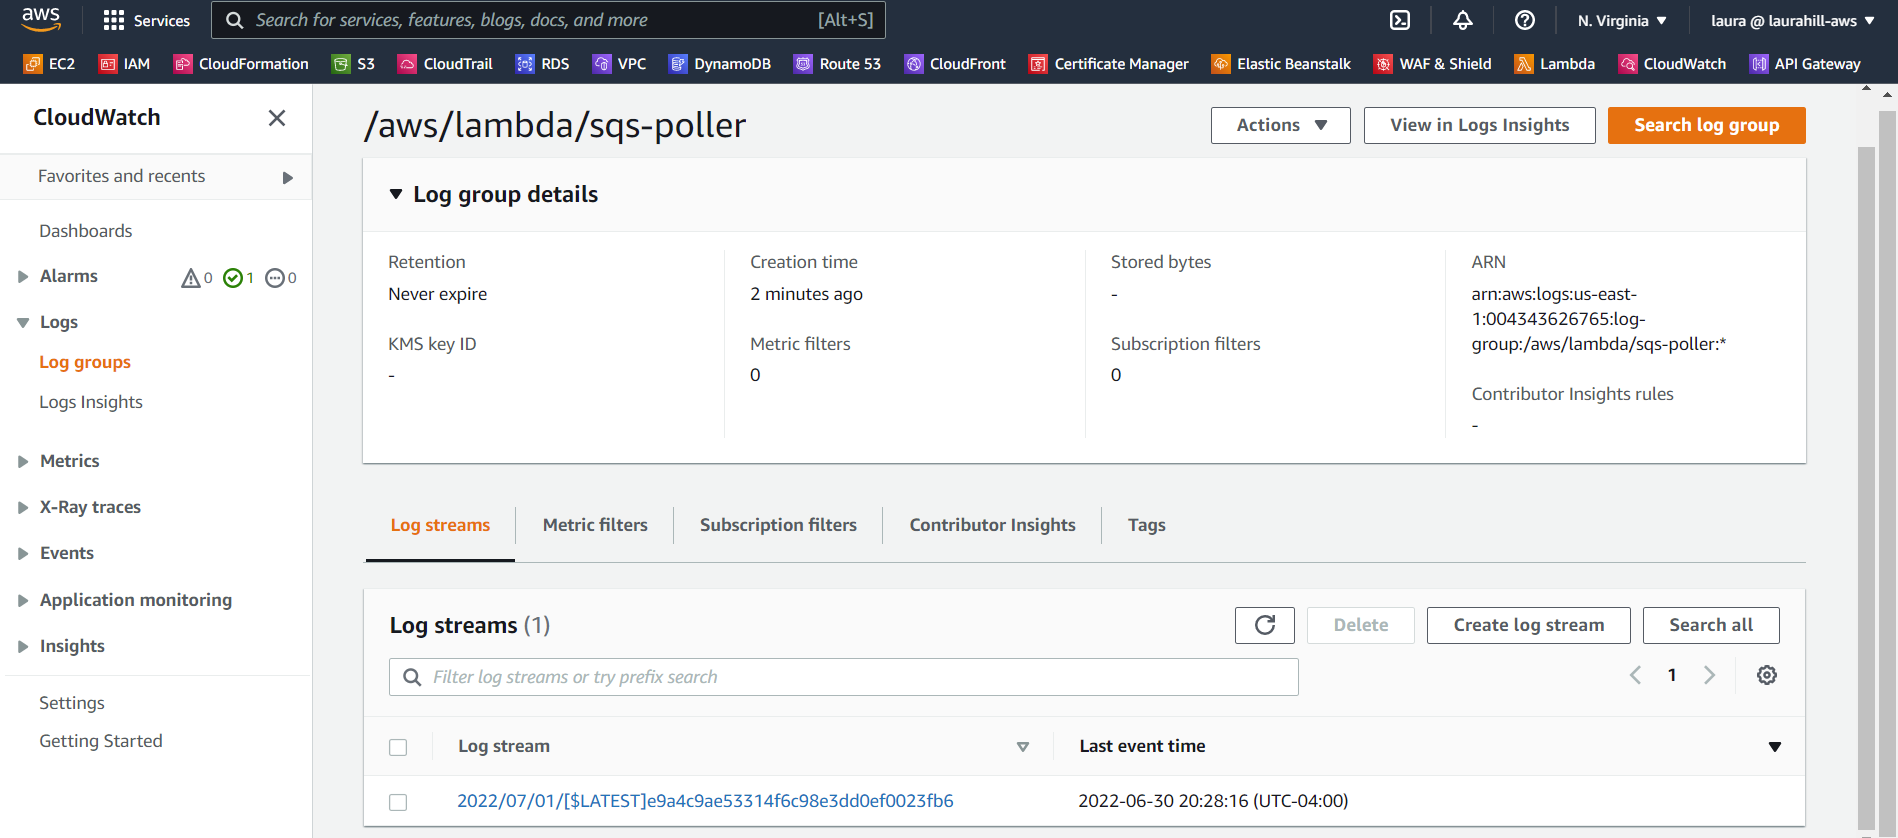 aws
Services
Search for services, features, blogs, docs, and more
[Alt+S]
N. Virginia
laura @ laurahill-aws
EC2
IAM
CloudFormation
S3
CloudTrail
RDS
VPC
DynamoDB
Route 53
CloudFront
Certificate Manager
Elastic Beanstalk
WAF & Shield
Lambda
CloudWatch
API Gateway
CloudWatch
Favorites and recents
Dashboards
Alarms
0
1
0
Logs
Log groups
Logs Insights
Metrics
X-Ray traces
Events
Application monitoring
Insights
Settings
Getting Started
/aws/lambda/sqs-poller
Actions
View in Logs Insights
Search log group
Log group details
Retention
Never expire
KMS key ID
-
Creation time
2 minutes ago
Metric filters
0
Stored bytes
-
Subscription filters
0
ARN
arn:aws:logs:us-east-
1:004343626765:log-
group:/aws/lambda/sqs-poller:*
Contributor Insights rules
-
Log streams
Metric filters
Subscription filters
Contributor Insights
Tags
Log streams (1)
Delete
Create log stream
Search all
Filter log streams or try prefix search
1
Log stream
Last event time
2022/07/01/[$LATEST]e9a4c9ae53314f6c98e3dd0ef0023fb6
2022-06-30 20:28:16 (UTC-04:00)